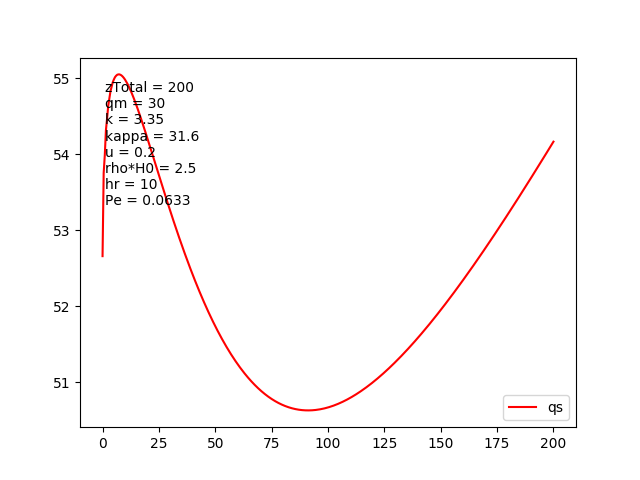 55
54
53
52
51
zTotal = 200
qm = 30
k = 3.35
kappa = 31.6
u = 0.2
rho*H0 = 2.5
hr = 10
Pe = 0.0633
qs
0 25 50 75 100 125 150 175 200